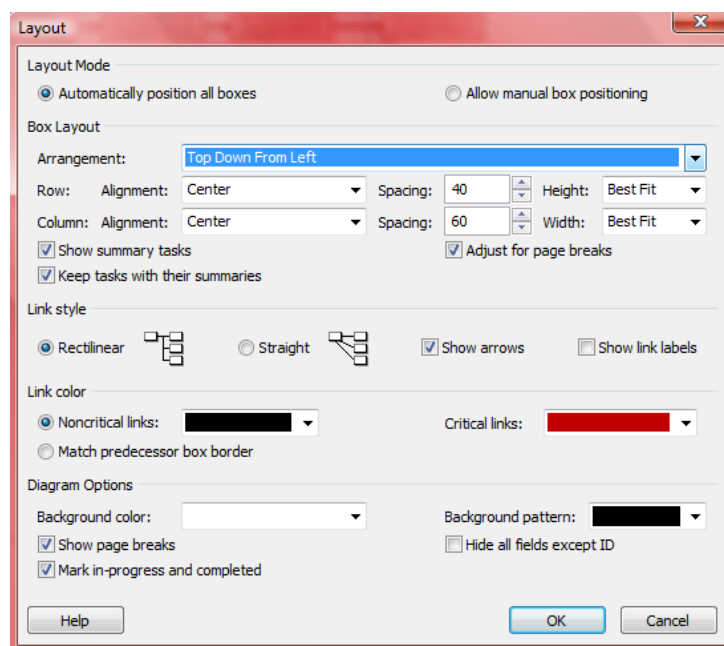 Layout
Layout Mode
Automatically position all boxes Allow manual box positioning
Box Layout
Arrangement: Top Down From Left
Row: Alignment: Center Spacing: 40 Height: Best Fit
Column: Alignment: Center Spacing: 60 Width: Best Fit
Show summary tasks Adjust for page breaks
Keep tasks with their summaries
Link style
Rectilinear Straight Show arrows Show link labels
Link color
Noncritical links: Critical links:
Match predecessor box border
Diagram Options
Background color: Background pattern:
Show page breaks Hide all fields except ID
Mark in-progress and completed
Help OK Cancel